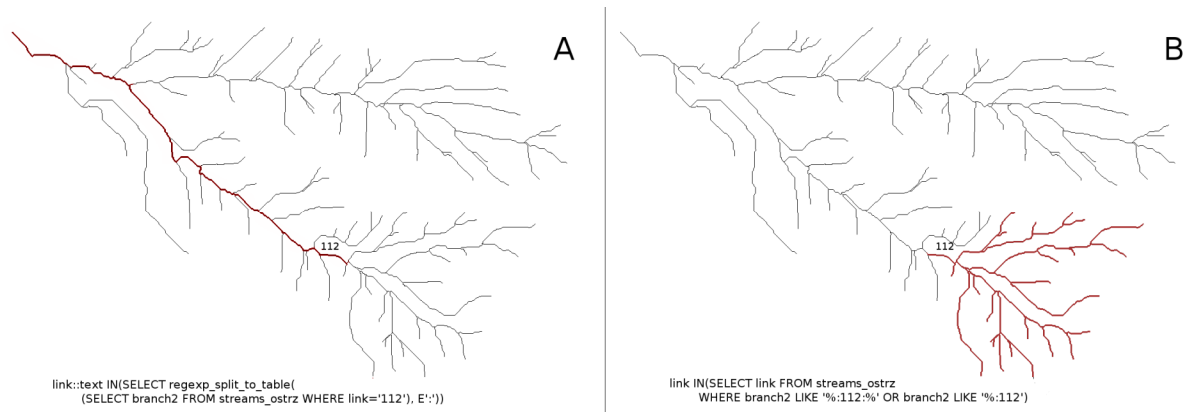 A
B
112
112
link::text IN(SELECT regexp_split_to_table(
(SELECT branch2 FROM streams_ostrz WHERE link='112'), E':'))
link IN(SELECT link FROM streams_ostrz
WHERE branch2 LIKE '%:112:%' OR branch2 LIKE '%:112')